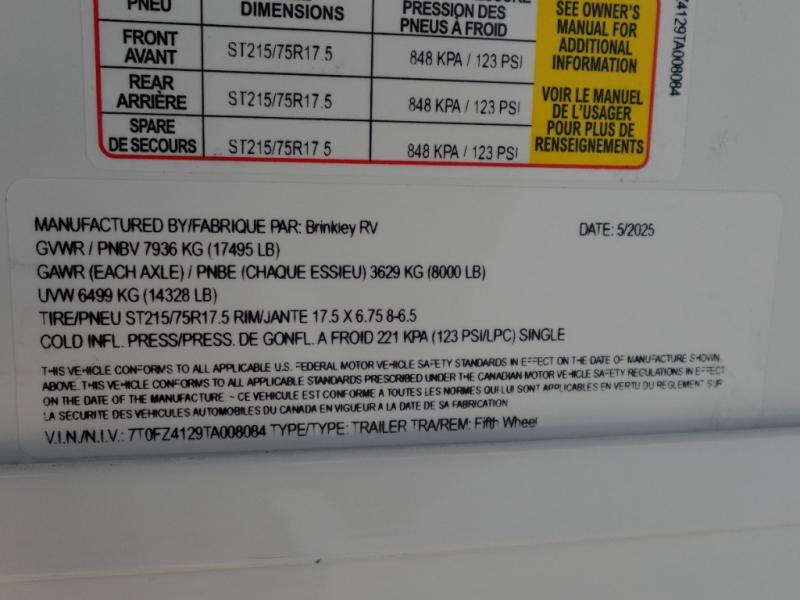 PNEU DIMENSIONS PRESSION DES PNEUS À FROID
FRONT AVANT ST215/75R17.5 848 KPA / 123 PSI
REAR ARRIÈRE ST215/75R17.5 848 KPA / 123 PSI
SPARE DE SECOURS ST215/75R17.5 848 KPA / 123 PSI
SEE OWNER'S
MANUAL FOR
ADDITIONAL
INFORMATION
VOIR LE MANUEL
DE L'USAGER
POUR PLUS DE
RENSEIGNEMENTS
Z4129TA008084
MANUFACTURED BY/FABRIQUE PAR: Brinkley RV DATE: 5/2025
GVWR / PNBV 7936 KG (17495 LB)
GAWR (EACH AXLE) / PNBE (CHAQUE ESSIEU) 3629 KG (8000 LB)
UVW 6499 KG (14328 LB)
TIRE/PNEU ST215/75R17.5 RIM/JANTE 17.5 X 6.75 8-6.5
COLD INFL. PRESS/PRESS. DE GONFL. A FROID 221 KPA (123 PSI/LPC) SINGLE
THIS VEHICLE CONFORMS TO ALL APPLICABLE U.S. FEDERAL MOTOR VEHICLE SAFETY STANDARDS IN EFFECT ON THE DATE OF MANUFACTURE SHOWN
ABOVE. THIS VEHICLE CONFORMS TO ALL APPLICABLE STANDARDS PRESCRIBED UNDER THE CANADIAN MOTOR VEHICLE SAFETY REGULATIONS IN EFFECT
ON THE DATE OF THE MANUFACTURE ~ CE VEHICULE EST CONFORME A TOUTES LES NORMES QUI LUI SONT APPLICABLES EN VERTU DU REGLEMENT SUR
LA SECURITE DES VEHICULES AUTOMOBILES DU CANADA EN VIGUEUR A LA DATE DE SA FABRICATION
V.I.N./N.I.V.: 7T0FZ4129TA008084 TYPE/TYPE: TRAILER TRA/REM: Fifth Wheel